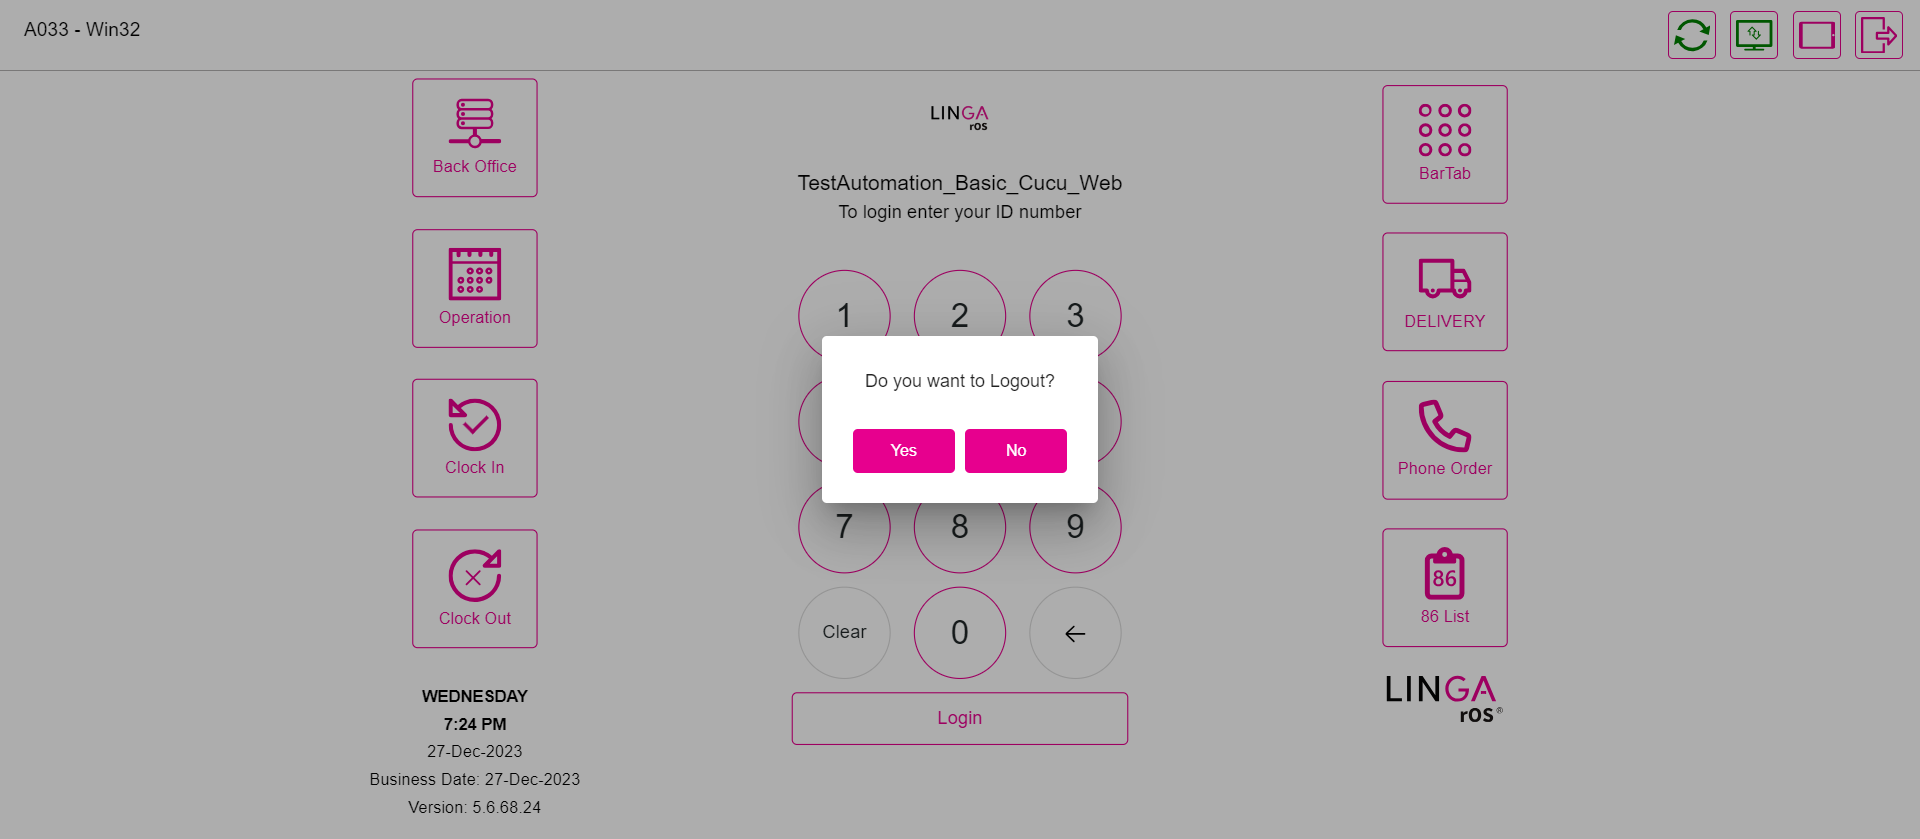 A033 - Win32
Back Office
Operation
Clock In
Clock Out
WEDNESDAY
7:24 PM
27-Dec-2023
Business Date: 27-Dec-2023
Version: 5.6.68.24
LINGA
rOS
TestAutomation_Basic_Cucu_Web
To login enter your ID number
1 2 3
Do you want to Logout?
Yes No
7 8 9
Clear 0
Login
BarTab
DELIVERY
Phone Order
86
86 List
LINGA
rOS®